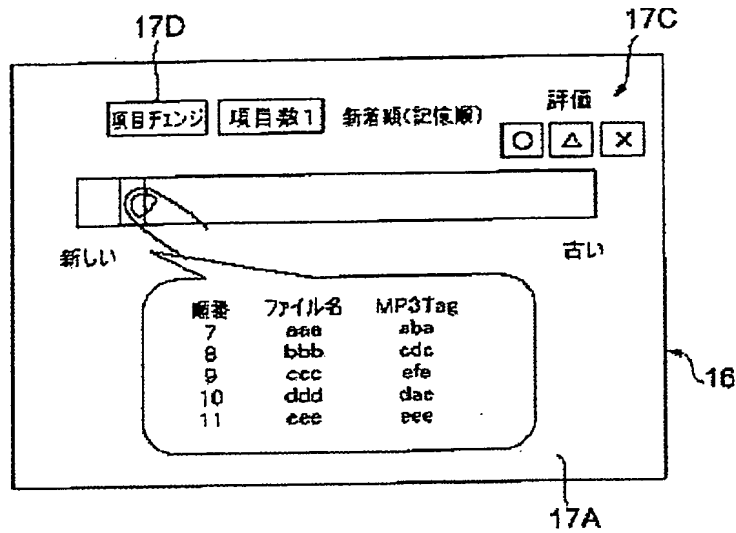 17D
17C
項目チェンジ 項目数1 新着順(記憶順) 評価
○ △ ×
新しい 古い
順番 ファイル名 MP3Tag
7 aaa aba
8 bbb cdc
9 ccc efe
10 ddd dae
11 eee eee
16
17A